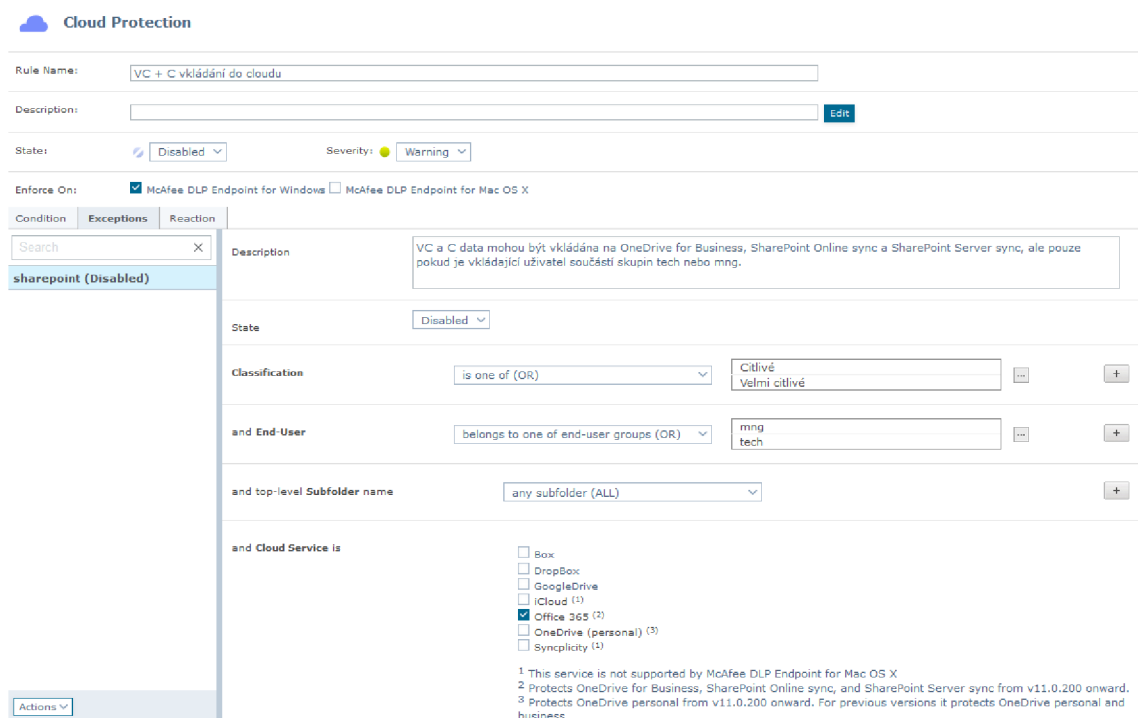 Cloud Protection
Rule Name:
VC + C vkládání do cloudu
Description:
Edit
State:
Disabled
Severity:
Warning
Enforce On:
McAfee DLP Endpoint for Windows
McAfee DLP Endpoint for Mac OS X
Condition
Exceptions
Reaction
Search
sharepoint (Disabled)
Description
VC a C data mohou být vkládána na OneDrive for Business, SharePoint Online sync a SharePoint Server sync, ale pouze
pokud je vkládající uživatel součástí skupin tech nebo mng.
State
Disabled
Classification
is one of (OR)
Citlivé
Velmi citlivé
...
+
and End-User
belongs to one of end-user groups (OR)
mng
tech
...
+
and top-level Subfolder name
any subfolder (ALL)
+
and Cloud Service is
Box
DropBox
GoogleDrive
iCloud (1)
Office 365 (2)
OneDrive (personal) (3)
Syncplicity (1)
1 This service is not supported by McAfee DLP Endpoint for Mac OS X
2 Protects OneDrive for Business, SharePoint Online sync, and SharePoint Server sync from v11.0.200 onward.
3 Protects OneDrive personal from v11.0.200 onward. For previous versions it protects OneDrive personal and
business
Actions